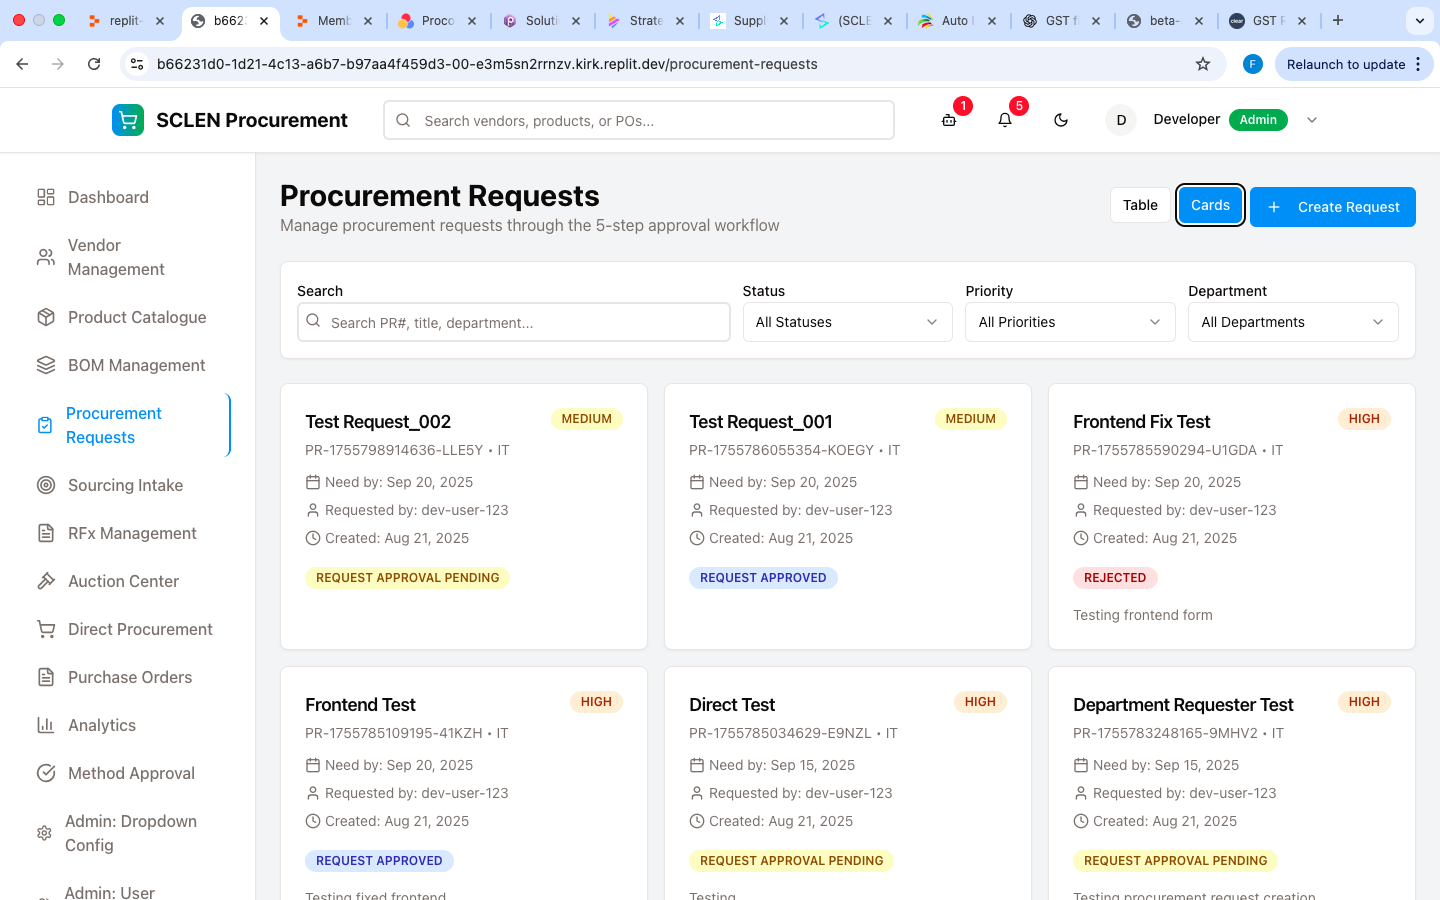 replit-
b662
Memb
Proco
Soluti
Strate
Suppl
(SCLE
Auto
GST f
beta-
GST F
b66231d0-1d21-4c13-a6b7-b97aa4f459d3-00-e3m5sn2rrnzv.kirk.replit.dev/procurement-requests
F
Relaunch to update
SCLEN Procurement
Search vendors, products, or POs...
1
5
D
Developer
Admin
Dashboard
Vendor
Management
Product Catalogue
BOM Management
Procurement
Requests
Sourcing Intake
RFx Management
Auction Center
Direct Procurement
Purchase Orders
Analytics
Method Approval
Admin: Dropdown
Config
Admin: User
Procurement Requests
Manage procurement requests through the 5-step approval workflow
Table
Cards
Create Request
Search
Search PR#, title, department...
Status
All Statuses
Priority
All Priorities
Department
All Departments
Test Request_002
MEDIUM
PR-1755798914636-LLE5Y • IT
Need by: Sep 20, 2025
Requested by: dev-user-123
Created: Aug 21, 2025
REQUEST APPROVAL PENDING
Test Request_001
MEDIUM
PR-1755786055354-KOEGY • IT
Need by: Sep 20, 2025
Requested by: dev-user-123
Created: Aug 21, 2025
REQUEST APPROVED
Frontend Fix Test
HIGH
PR-1755785590294-U1GDA • IT
Need by: Sep 20, 2025
Requested by: dev-user-123
Created: Aug 21, 2025
REJECTED
Testing frontend form
Frontend Test
HIGH
PR-1755785109195-41KZH • IT
Need by: Sep 20, 2025
Requested by: dev-user-123
Created: Aug 21, 2025
REQUEST APPROVED
Testing fixed frontend
Direct Test
HIGH
PR-1755785034629-E9NZL • IT
Need by: Sep 15, 2025
Requested by: dev-user-123
Created: Aug 21, 2025
REQUEST APPROVAL PENDING
Testing
Department Requester Test
HIGH
PR-1755783248165-9MHV2 • IT
Need by: Sep 15, 2025
Requested by: dev-user-123
Created: Aug 21, 2025
REQUEST APPROVAL PENDING
Testing procurement request creation